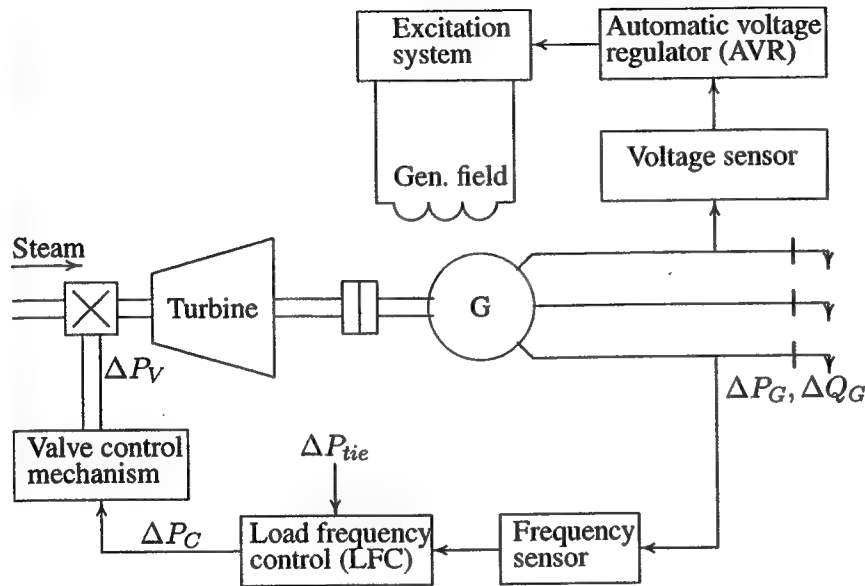 Excitation
system
Automatic voltage
regulator (AVR)
Gen. field
Voltage sensor
Steam
Turbine
G
ΔP_V
ΔP_G, ΔQ_G
Valve control
mechanism
ΔP_tie
ΔP_C
Load frequency
control (LFC)
Frequency
sensor